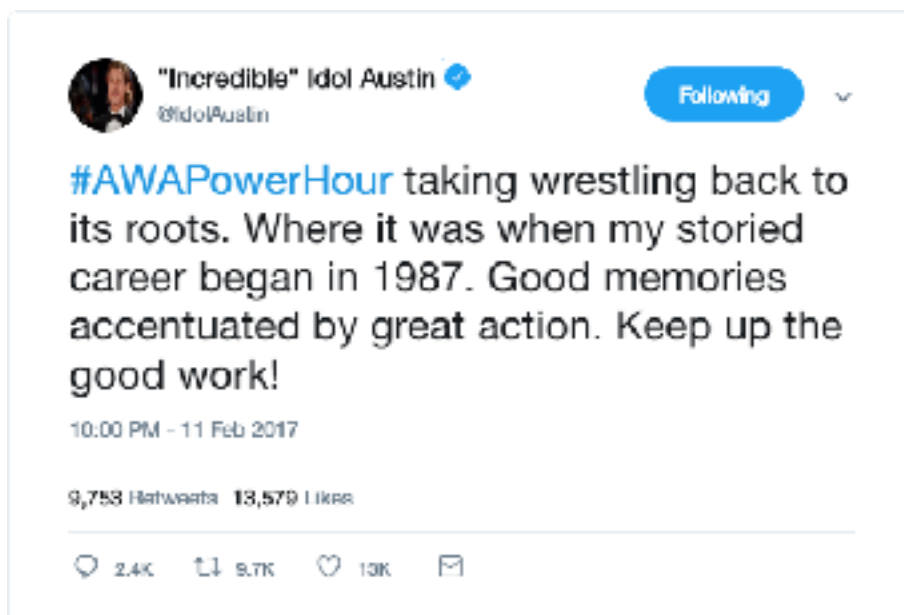 "Incredible" Idol Austin
@IdolAustin
Following
#AWAPowerHour taking wrestling back to
its roots. Where it was when my storied
career began in 1987. Good memories
accentuated by great action. Keep up the
good work!
10:00 PM - 11 Feb 2017
9,753 Retweets 13,579 Likes
2.4K 9.7K 13K